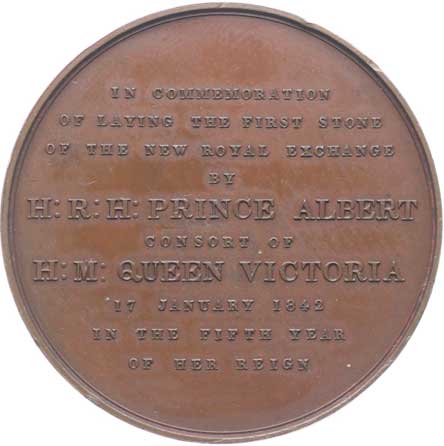 IN COMMEMORATION
OF LAYING THE FIRST STONE
OF THE NEW ROYAL EXCHANGE
BY
H: R: H: PRINCE ALBERT
CONSORT OF
H: M: QUEEN VICTORIA
17 JANUARY 1842
IN THE FIFTH YEAR
OF HER REIGN